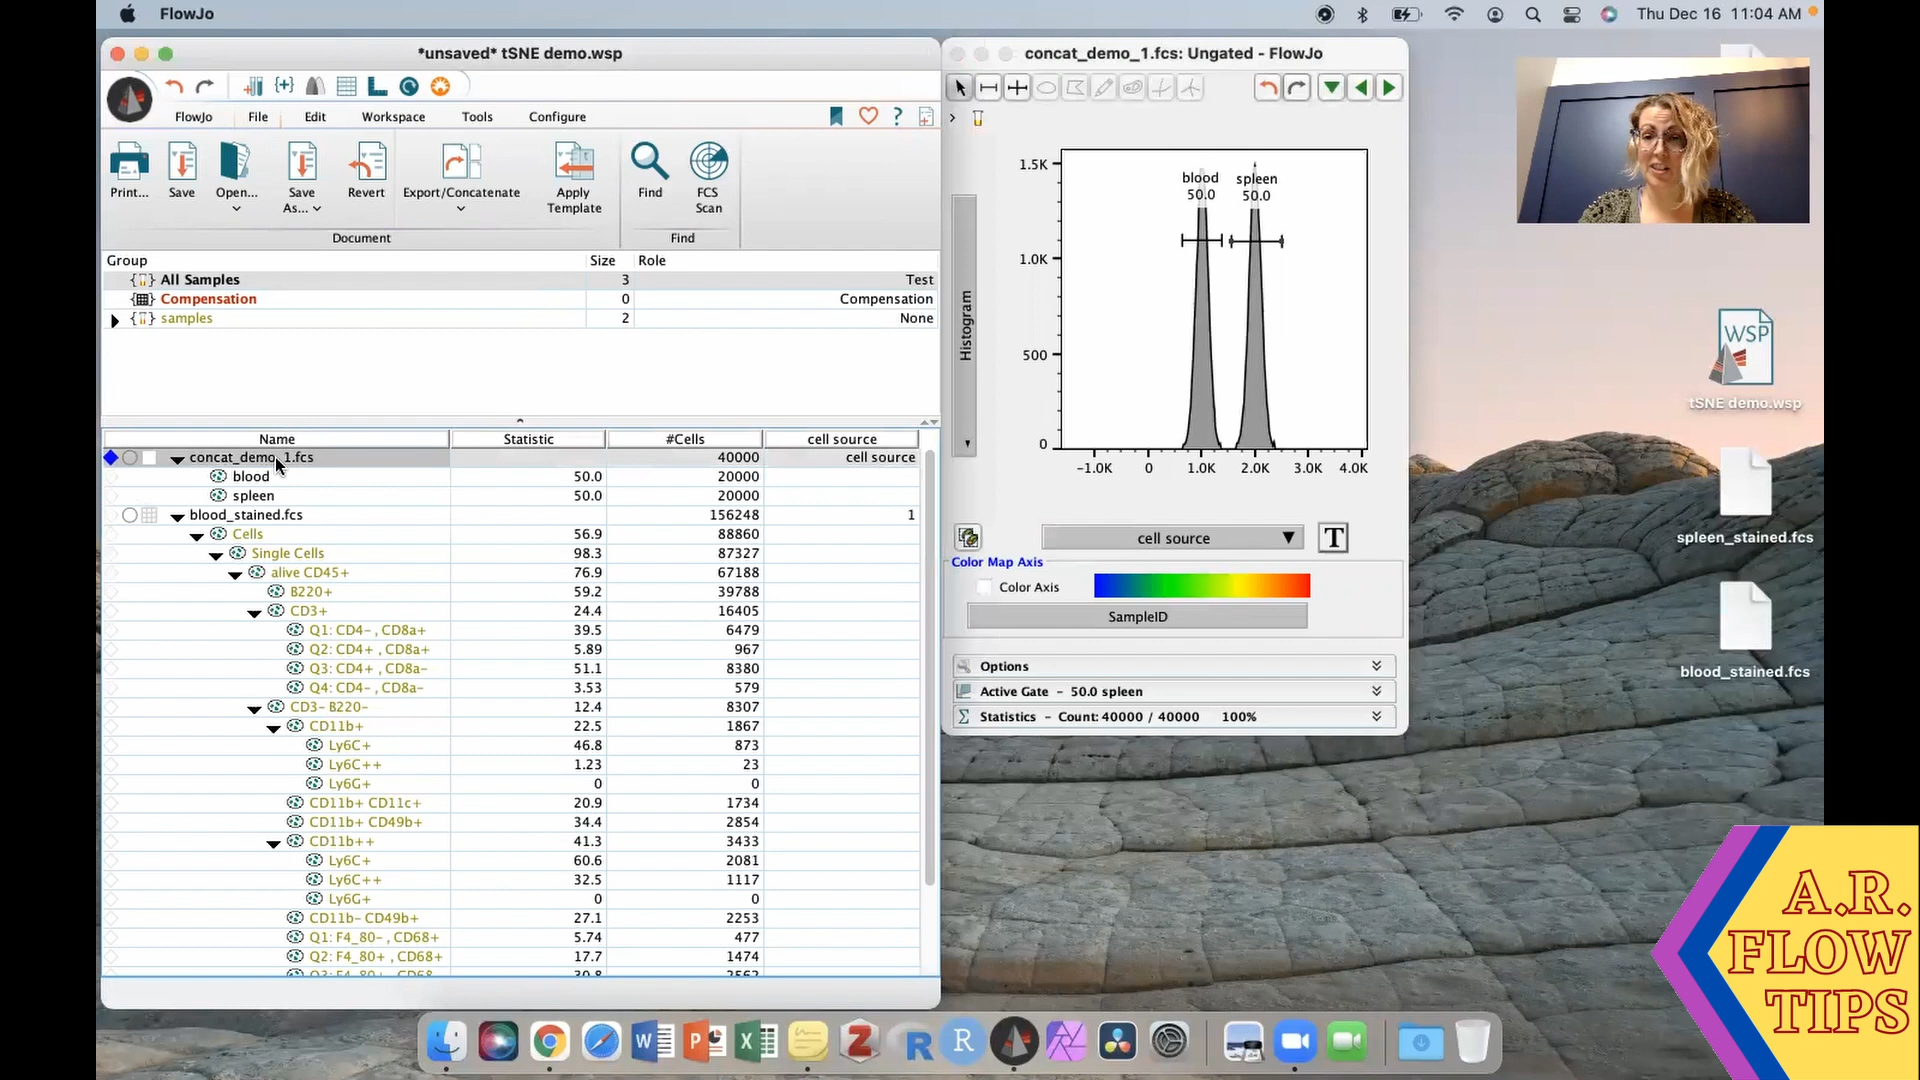 FlowJo
Thu Dec 16 11:04 AM
*unsaved* tSNE demo.wsp
FlowJo File Edit Workspace Tools Configure
Print... Save Open... Save As... Revert Export/Concatenate Apply Template Find FCS Scan
Document Find
Group Size Role
{ } All Samples 3 Test
{ } Compensation 0 Compensation
{ } samples 2 None
Name Statistic #Cells cell source
concat_demo_1.fcs 40000 cell source
blood 50.0 20000
spleen 50.0 20000
blood_stained.fcs 156248 1
Cells 56.9 88860
Single Cells 98.3 87327
alive CD45+ 76.9 67188
B220+ 59.2 39788
CD3+ 24.4 16405
Q1: CD4- , CD8a+ 39.5 6479
Q2: CD4+ , CD8a+ 5.89 967
Q3: CD4+ , CD8a- 51.1 8380
Q4: CD4- , CD8a- 3.53 579
CD3- B220- 12.4 8307
CD11b+ 22.5 1867
Ly6C+ 46.8 873
Ly6C++ 1.23 23
Ly6G+ 0 0
CD11b+ CD11c+ 20.9 1734
CD11b+ CD49b+ 34.4 2854
CD11b++ 41.3 3433
Ly6C+ 60.6 2081
Ly6C++ 32.5 1117
Ly6G+ 0 0
CD11b- CD49b+ 27.1 2253
Q1: F4_80- , CD68+ 5.74 477
Q2: F4_80+ , CD68+ 17.7 1474
concat_demo_1.fcs: Ungated - FlowJo
Histogram
1.5K
1.0K
500
0
blood spleen
50.0 50.0
-1.0K 0 1.0K 2.0K 3.0K 4.0K
cell source T
Color Map Axis
Color Axis
SampleID
Options
Active Gate - 50.0 spleen
Σ Statistics - Count: 40000 / 40000 100%
WSP
tSNE demo.wsp
spleen_stained.fcs
blood_stained.fcs
A.R.
FLOW
TIPS
W P X Z R R